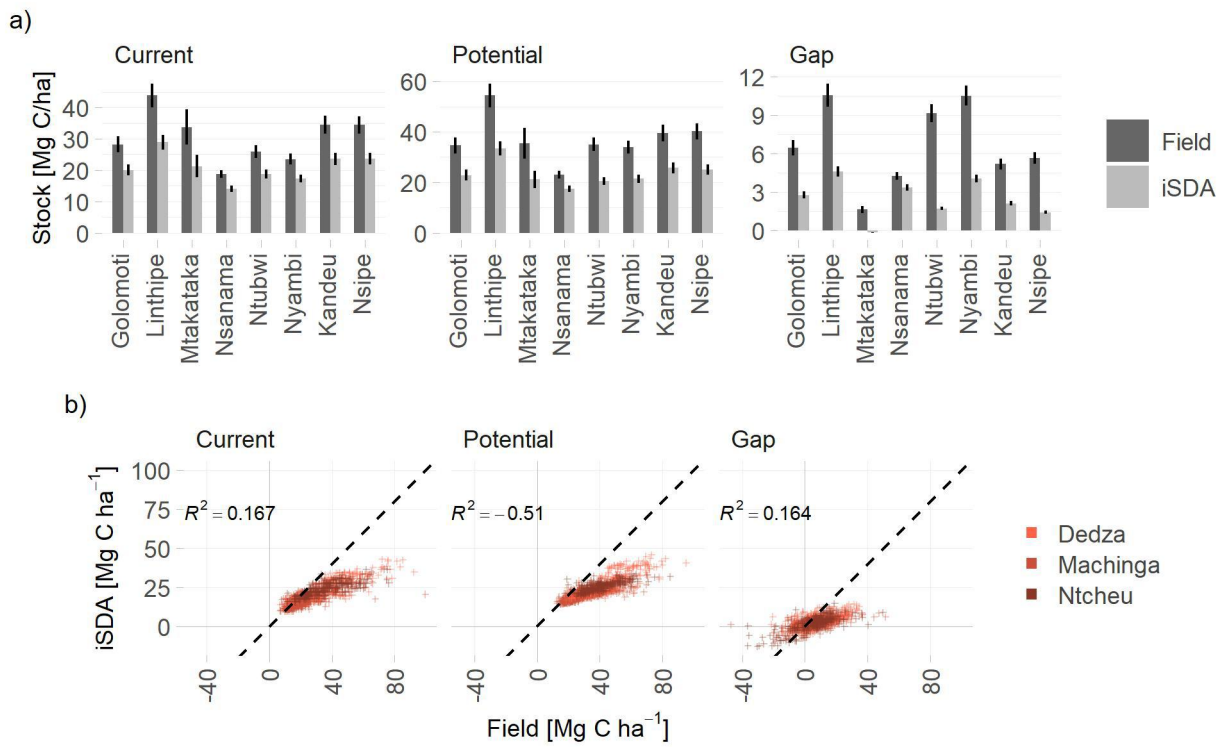 a)
Current
Potential
Gap
Stock [Mg C/ha]
40
30
20
10
0
60
40
20
0
12
9
6
3
0
Golomoti
Linthipe
Mtakataka
Nsanama
Ntubwi
Nyambi
Kandeu
Nsipe
Golomoti
Linthipe
Mtakataka
Nsanama
Ntubwi
Nyambi
Kandeu
Nsipe
Golomoti
Linthipe
Mtakataka
Nsanama
Ntubwi
Nyambi
Kandeu
Nsipe
Field
iSDA
b)
Current
Potential
Gap
iSDA [Mg C ha⁻¹]
100
75
50
25
0
R² = 0.167
R² = −0.51
R² = 0.164
-40
0
40
80
-40
0
40
80
-40
0
40
80
Field [Mg C ha⁻¹]
Dedza
Machinga
Ntcheu